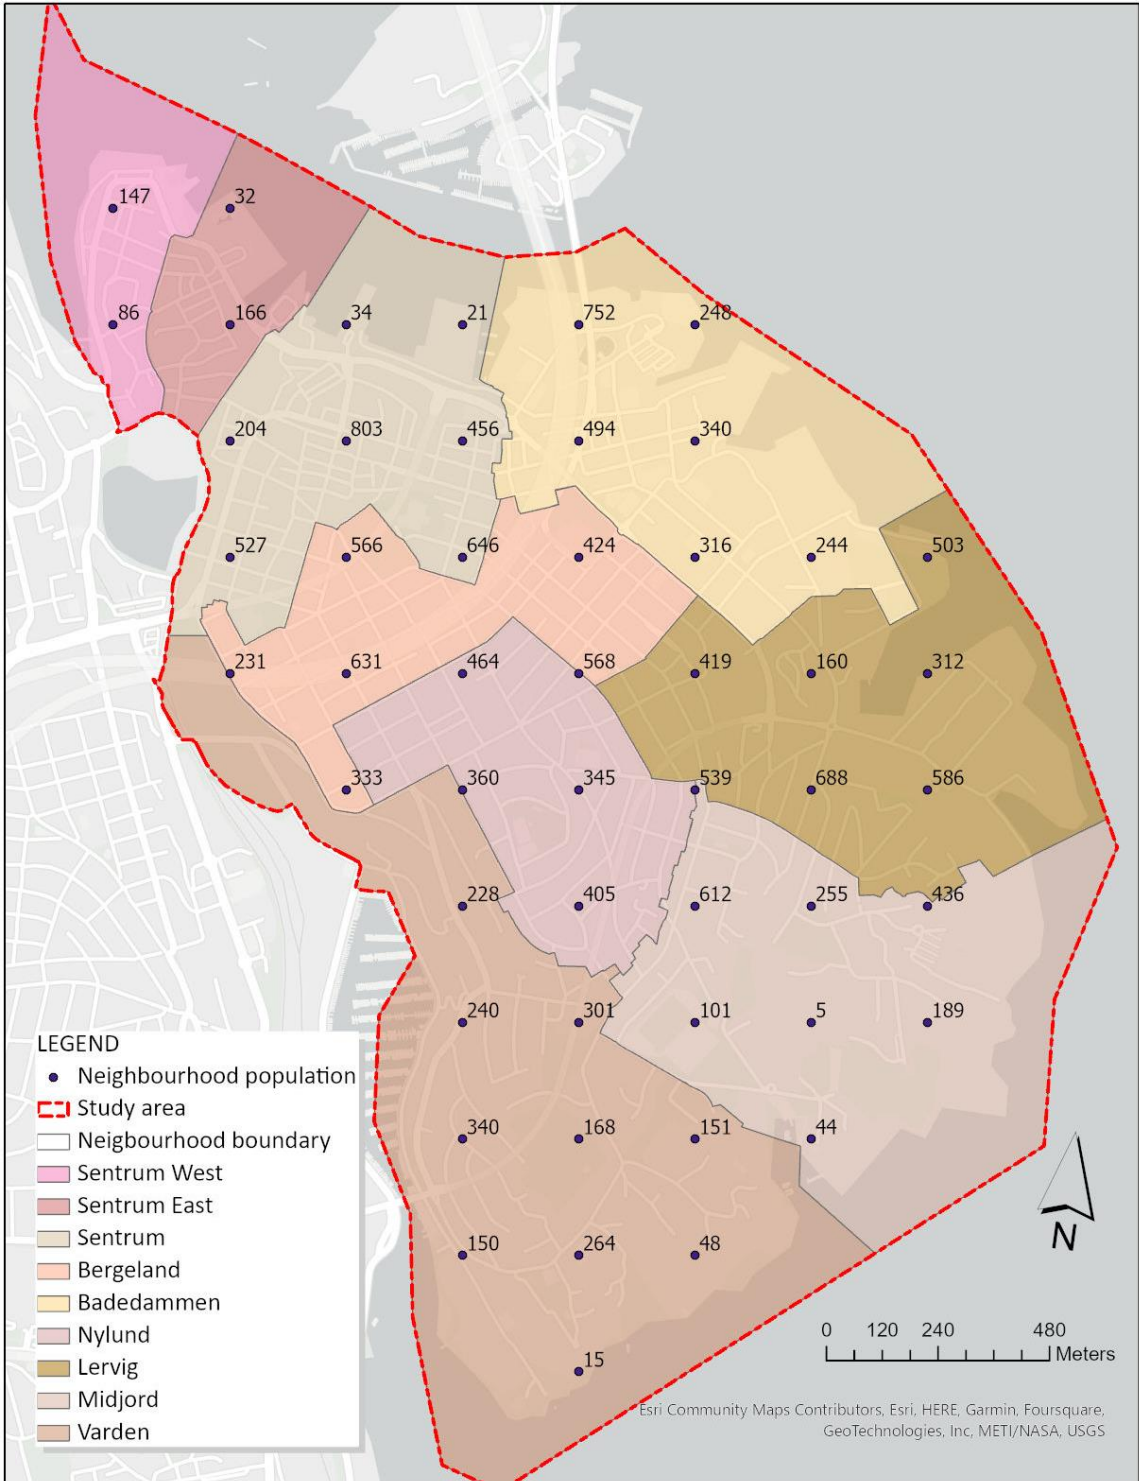 147 32
86 166 34 21 752 248
204 803 456 494 340
527 566 646 424 316 244 503
231 631 464 568 419 160 312
333 360 345 539 688 586
228 405 612 255 436
240 301 101 5 189
340 168 151 44
150 264 48
15
LEGEND
Neighbourhood population
Study area
Neigbourhood boundary
Sentrum West
Sentrum East
Sentrum
Bergeland
Badedammen
Nylund
Lervig
Midjord
Varden
N
0 120 240 480
Meters
Esri Community Maps Contributors, Esri, HERE, Garmin, Foursquare,
GeoTechnologies, Inc, METI/NASA, USGS